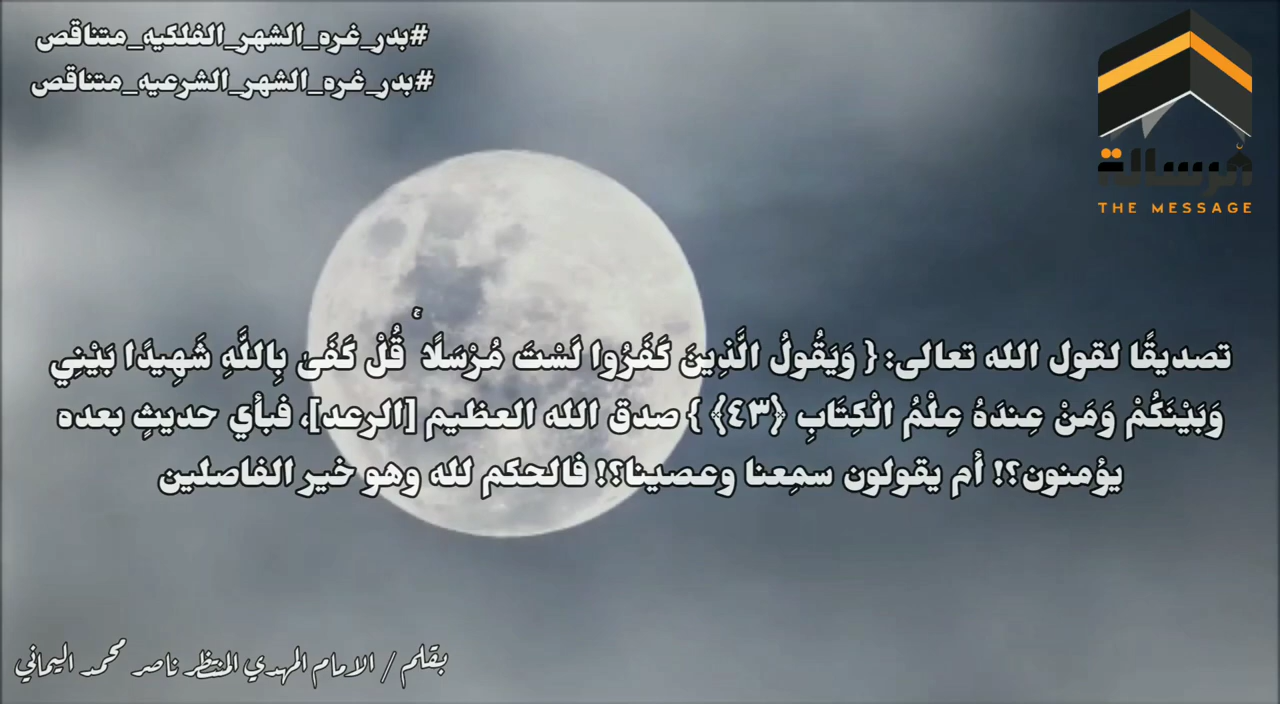 #بدر_غره_الشهر_الفلكيه_متناقص
#بدر_غره_الشهر_الشرعيه_متناقص
الرسالة
THE MESSAGE
تصديقًا لقول الله تعالى: { وَيَقُولُ الَّذِينَ كَفَرُوا لَسْتَ مُرْسَلًا ۚ قُلْ كَفَىٰ بِاللَّهِ شَهِيدًا بَيْنِي
وَبَيْنَكُمْ وَمَنْ عِندَهُ عِلْمُ الْكِتَابِ ﴿٤٣﴾ } صدق الله العظيم [الرعد]، فبأي حديثٍ بعده
يؤمنون؟! أم يقولون سمِعنا وعصينا؟! فالحكم لله وهو خير الفاصلين
بقلم / الامام المهدي المنتظر ناصر محمد اليماني